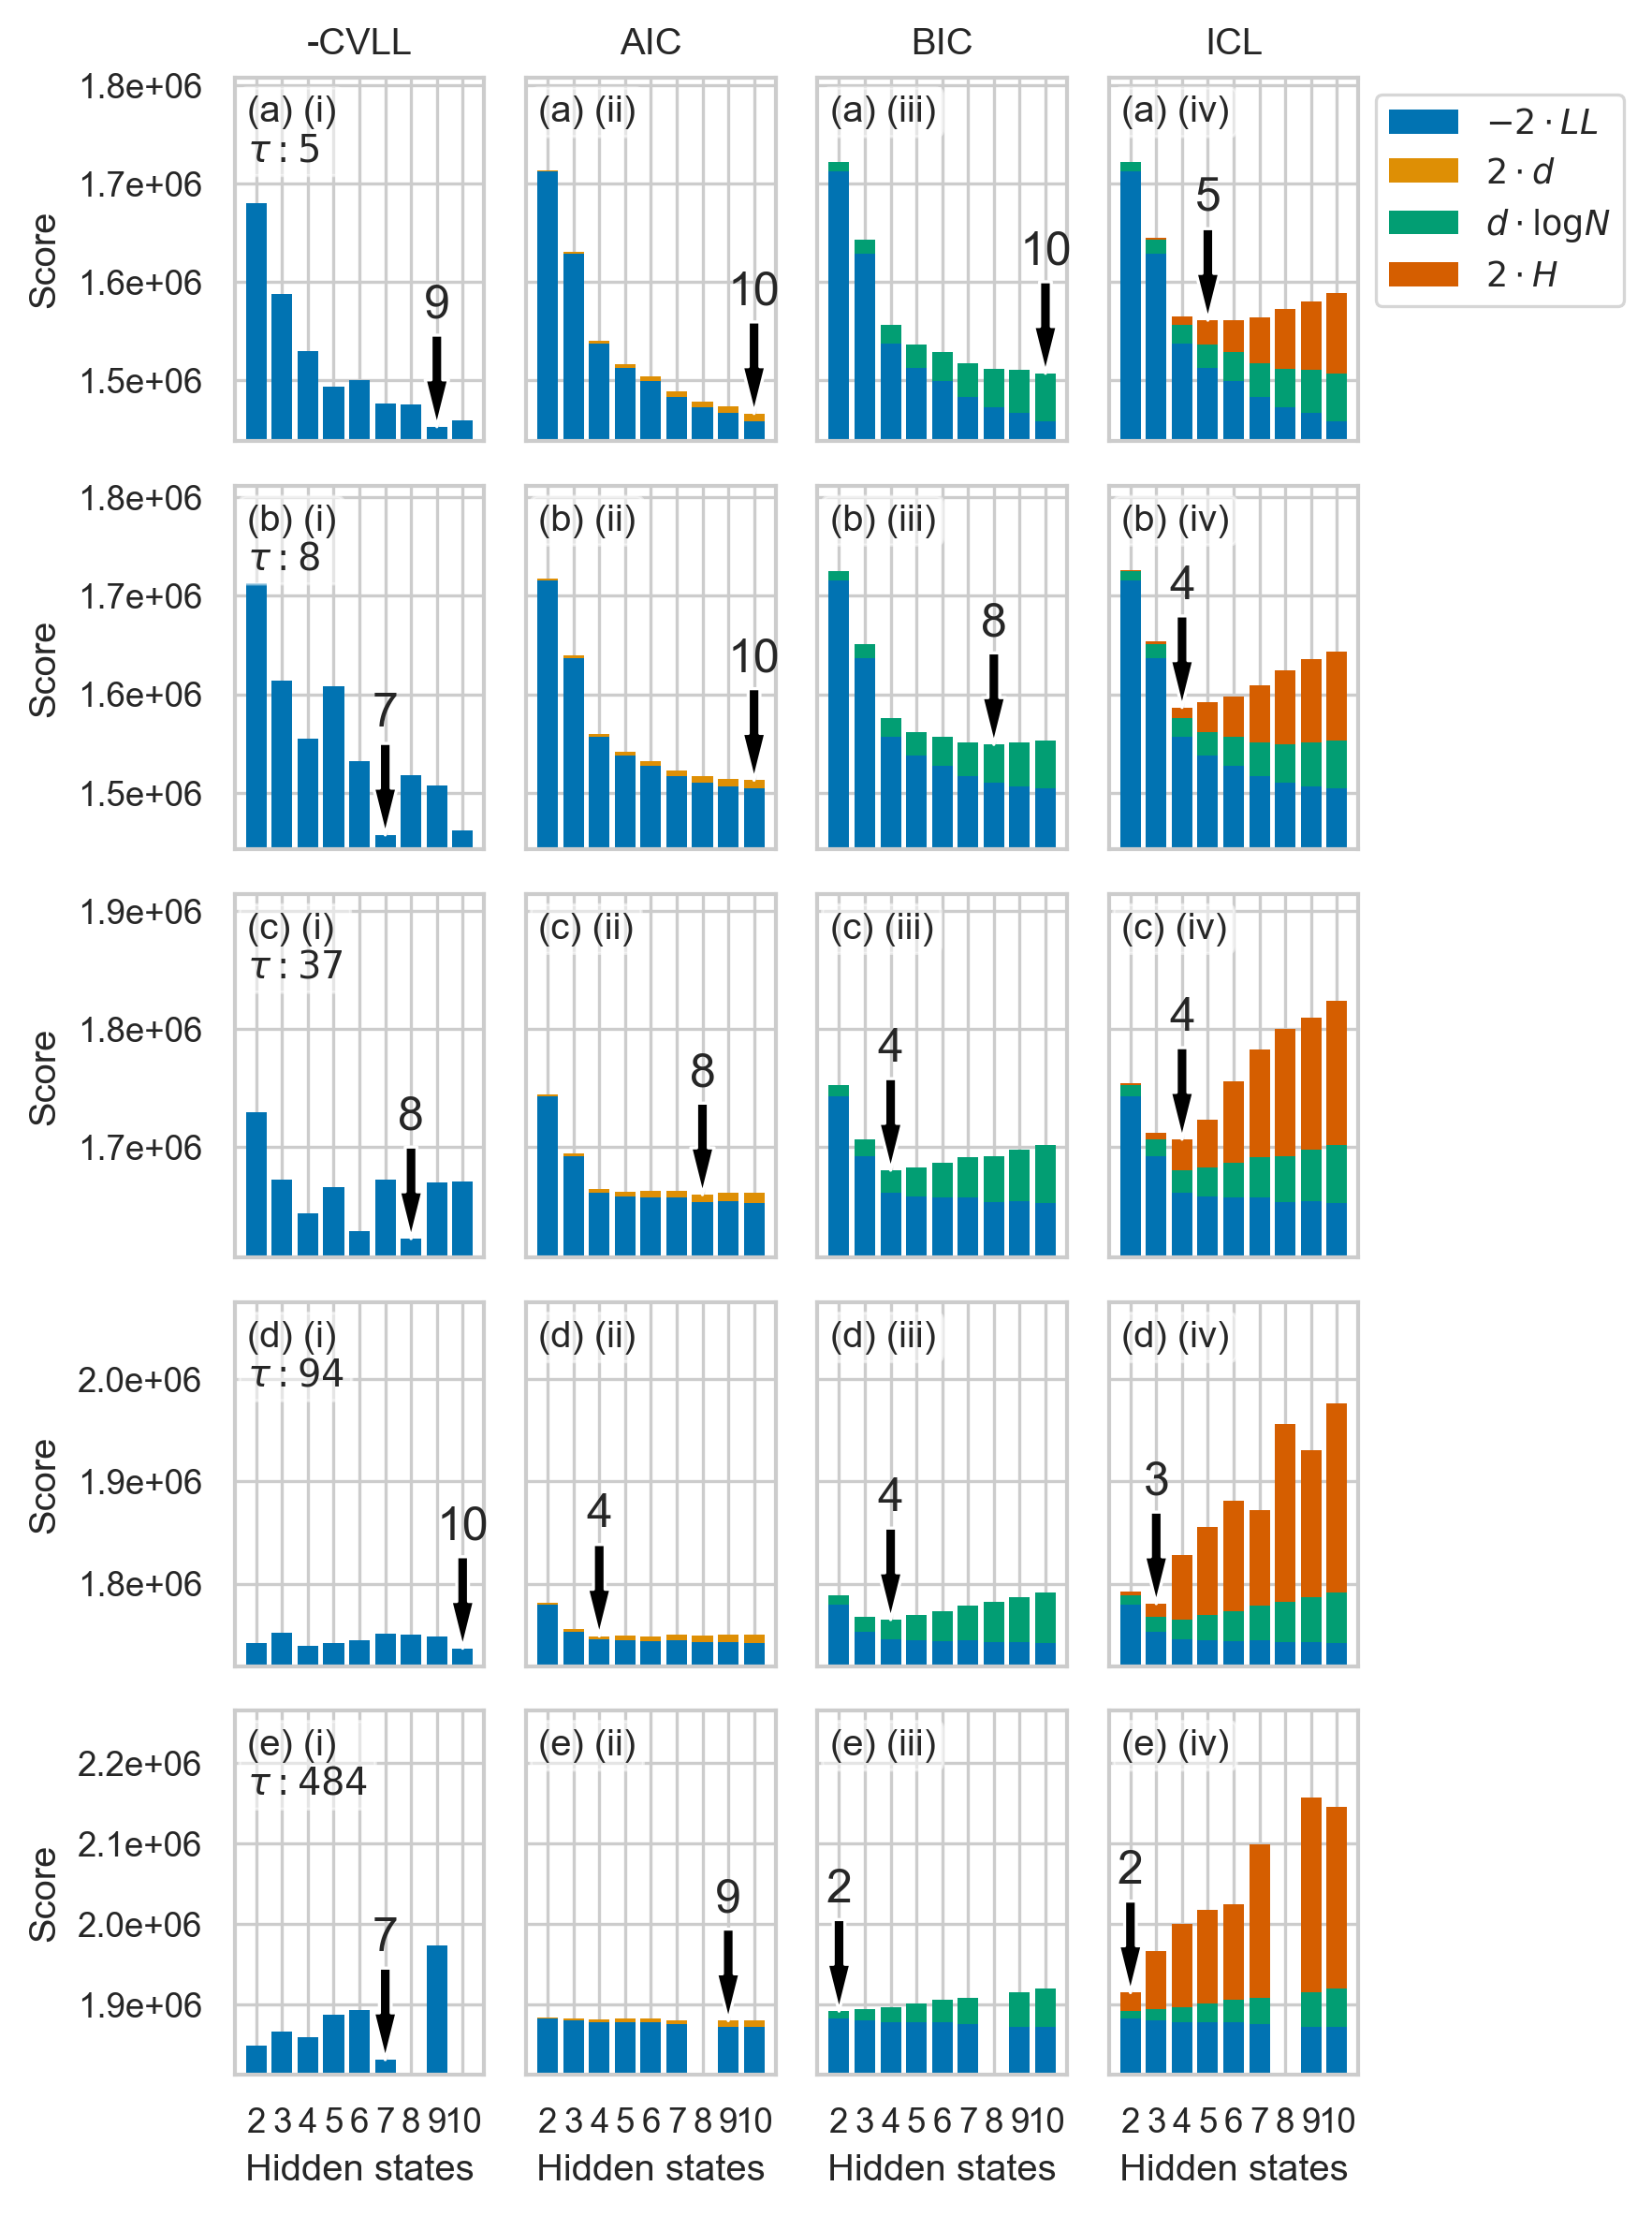 -CVLL AIC BIC ICL
1.8e+06
1.7e+06
1.6e+06
1.5e+06
Score
(a) (i)
τ : 5
9
(a) (ii)
10
(a) (iii)
10
(a) (iv)
5
−2 · LL
2 · d
d · logN
2 · H
1.8e+06
1.7e+06
1.6e+06
1.5e+06
Score
(b) (i)
τ : 8
7
(b) (ii)
10
(b) (iii)
8
(b) (iv)
4
1.9e+06
1.8e+06
1.7e+06
Score
(c) (i)
τ : 37
8
(c) (ii)
8
(c) (iii)
4
(c) (iv)
4
2.0e+06
1.9e+06
1.8e+06
Score
(d) (i)
τ : 94
10
(d) (ii)
4
(d) (iii)
4
(d) (iv)
3
2.2e+06
2.1e+06
2.0e+06
1.9e+06
Score
(e) (i)
τ : 484
7
(e) (ii)
9
(e) (iii)
2
(e) (iv)
2
2 3 4 5 6 7 8 9 10 2 3 4 5 6 7 8 9 10 2 3 4 5 6 7 8 9 10 2 3 4 5 6 7 8 9 10
Hidden states Hidden states Hidden states Hidden states